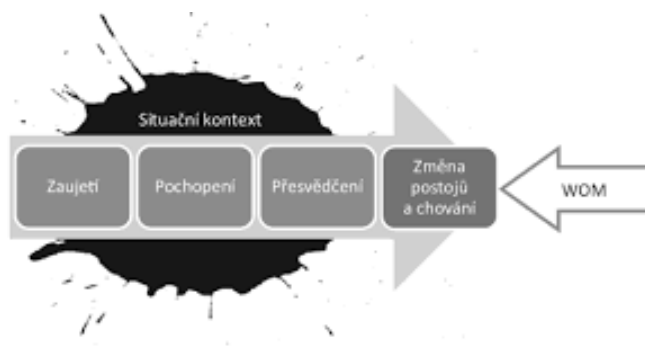 Situační kontext
Zaujetí
Pochopení
Přesvědčení
Změna
postojů
a chování
WOM